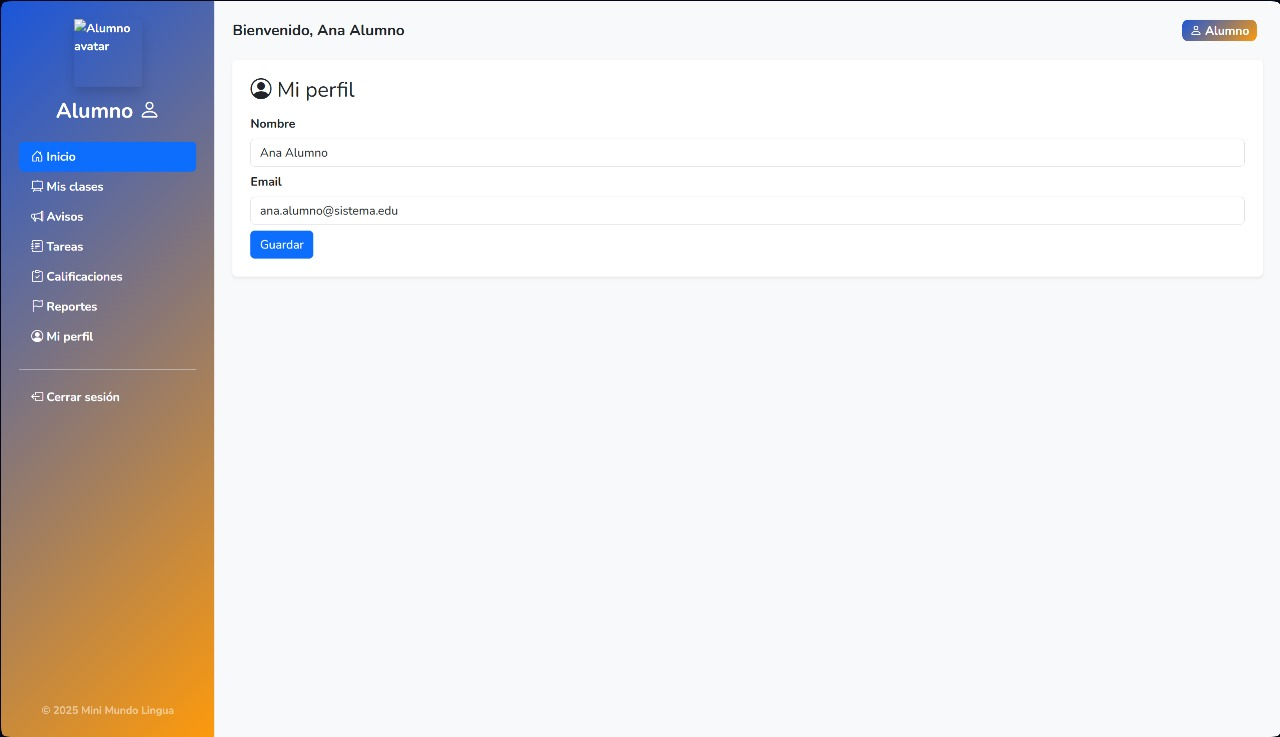 Alumno
avatar
Alumno
Inicio
Mis clases
Avisos
Tareas
Calificaciones
Reportes
Mi perfil
Cerrar sesión
© 2025 Mini Mundo Lingua
Bienvenido, Ana Alumno
Alumno
Mi perfil
Nombre
Ana Alumno
Email
ana.alumno@sistema.edu
Guardar